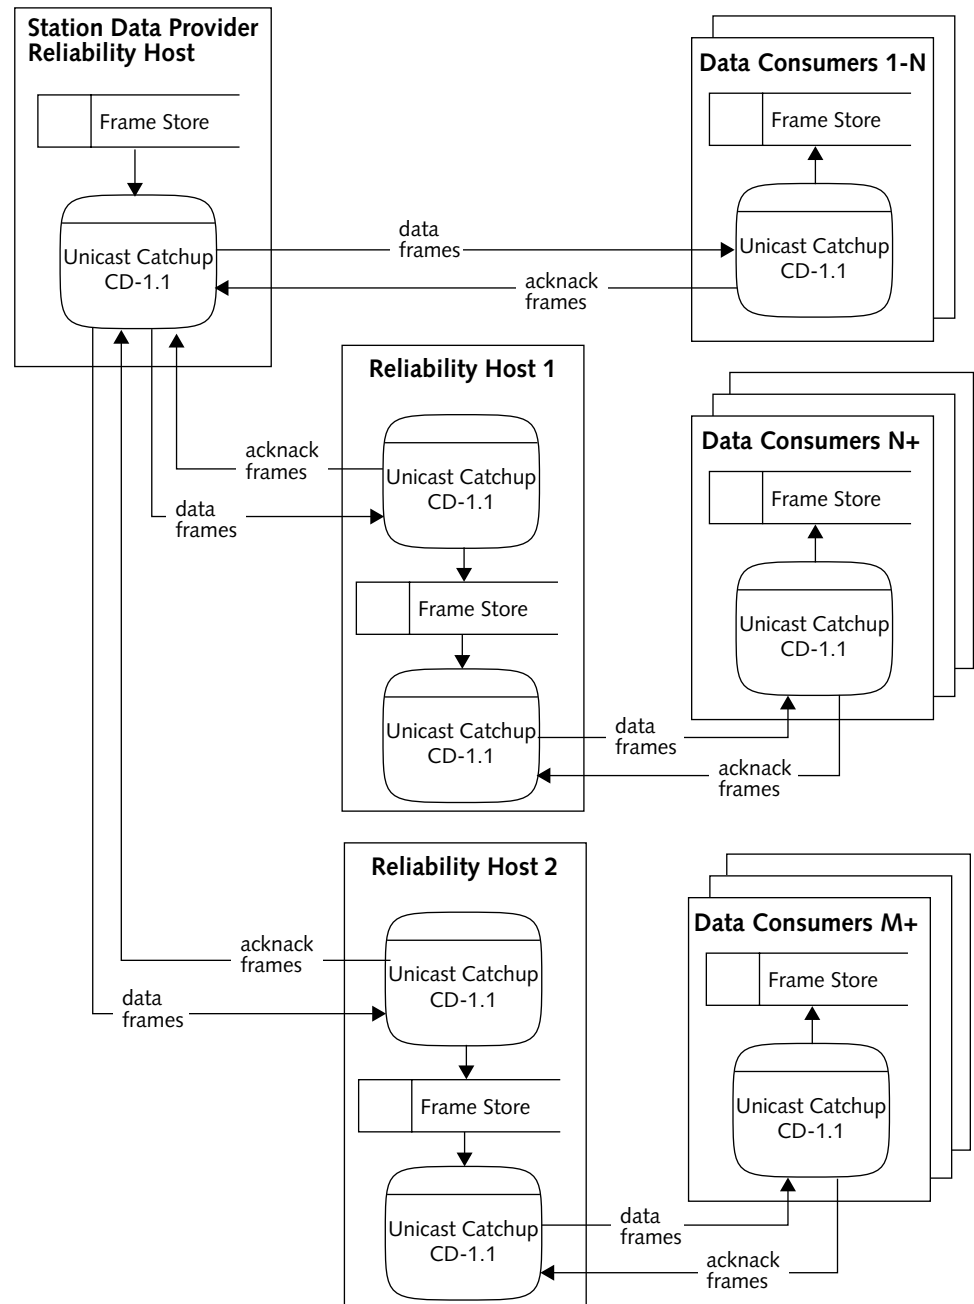 Station Data Provider
Reliability Host
Frame Store
Unicast Catchup
CD-1.1
data
frames
acknack
frames
Data Consumers 1-N
Frame Store
Unicast Catchup
CD-1.1
Reliability Host 1
Unicast Catchup
CD-1.1
acknack
frames
data
frames
Frame Store
Unicast Catchup
CD-1.1
data
frames
acknack
frames
Data Consumers N+
Frame Store
Unicast Catchup
CD-1.1
Reliability Host 2
Unicast Catchup
CD-1.1
acknack
frames
data
frames
Frame Store
Unicast Catchup
CD-1.1
data
frames
acknack
frames
Data Consumers M+
Frame Store
Unicast Catchup
CD-1.1